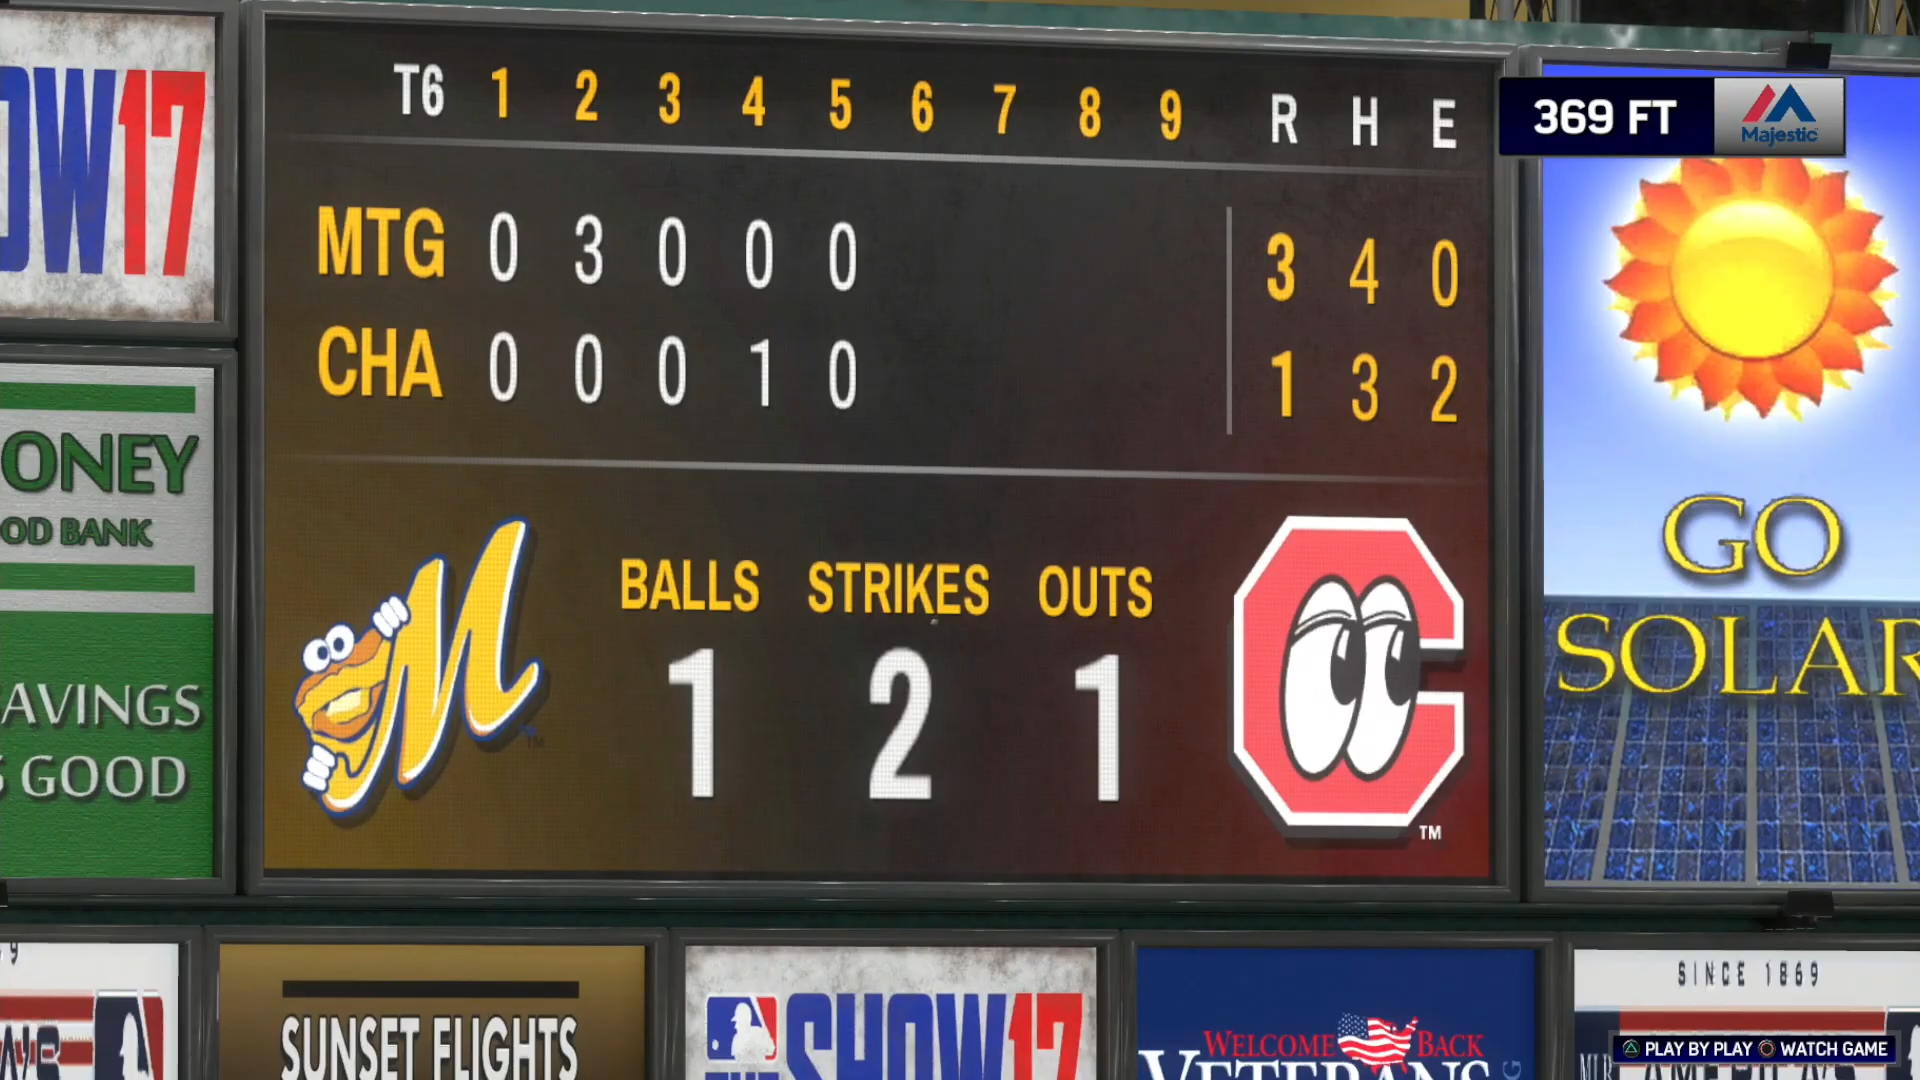 OW17
T6 1 2 3 4 5 6 7 8 9 R H E
369 FT
Majestic
MTG 0 3 0 0 0 3 4 0
CHA 0 0 0 1 0 1 3 2
BALLS STRIKES OUTS
1 2 1
M
TM
C
TM
ONEY
OD BANK
AVINGS
GOOD
GO
SOLAR
SUNSET FLIGHTS
SHOW17
WELCOME BACK
VETERANS
SINCE 1869
PLAY BY PLAY WATCH GAME